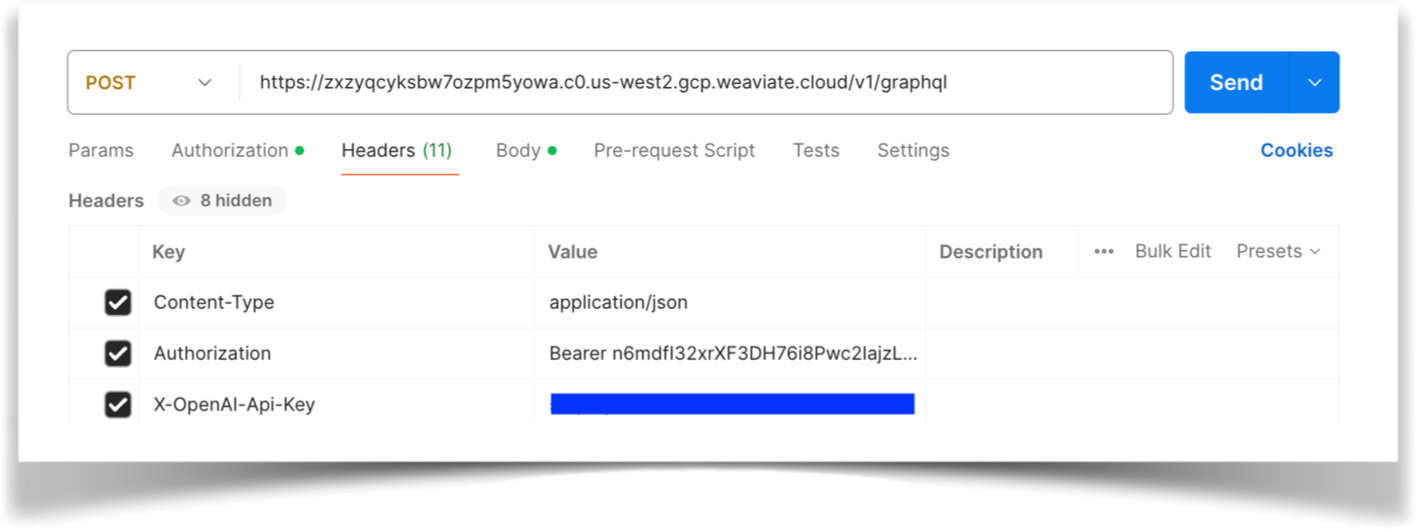 POST https://zxzyqcyksbw7ozpm5yowa.c0.us-west2.gcp.weaviate.cloud/v1/graphql Send
Params Authorization Headers (11) Body Pre-request Script Tests Settings Cookies
Headers 8 hidden
Key Value Description ••• Bulk Edit Presets
Content-Type application/json
Authorization Bearer n6mdfI32xrXF3DH76i8Pwc2IajzL...
X-OpenAI-Api-Key